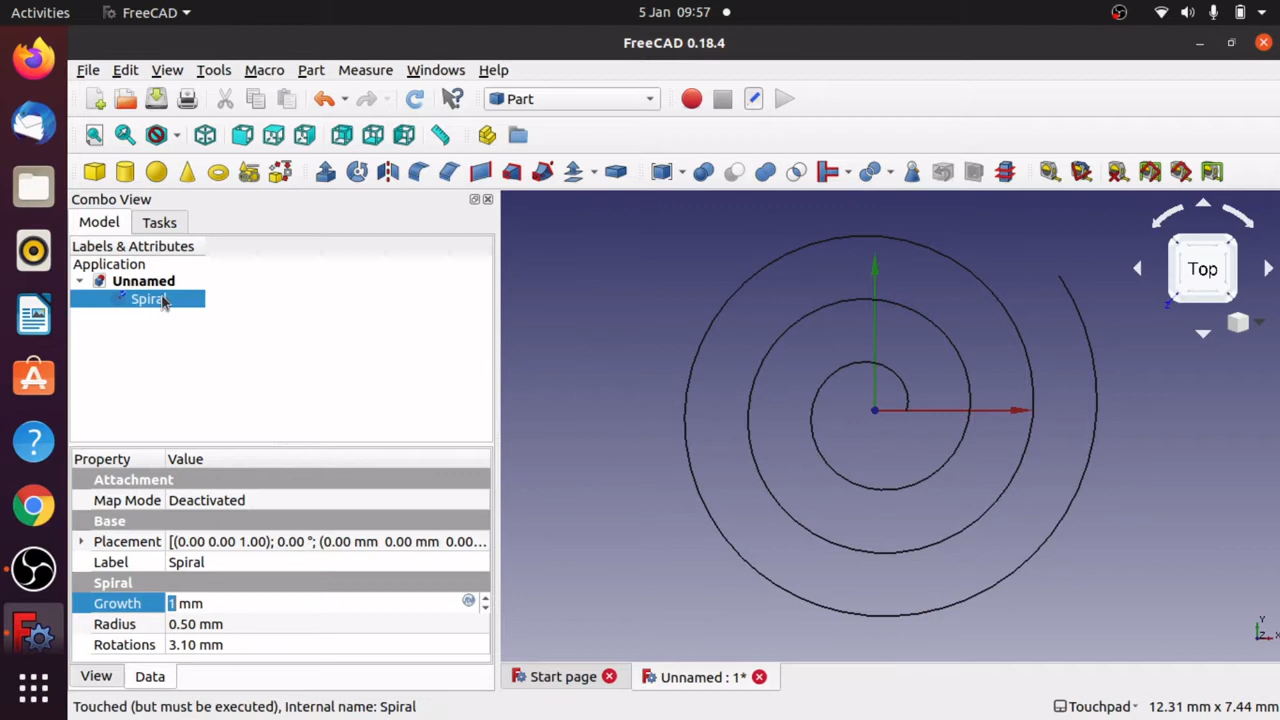 Activities FreeCAD 5 Jan 09:57
FreeCAD 0.18.4
File Edit View Tools Macro Part Measure Windows Help
Part
Combo View
Model Tasks
Labels & Attributes
Application
Unnamed
Spiral
Top
Property Value
Attachment
Map Mode Deactivated
Base
Placement [(0.00 0.00 1.00); 0.00 °; (0.00 mm 0.00 mm 0.00...
Label Spiral
Spiral
Growth 1 mm
Radius 0.50 mm
Rotations 3.10 mm
Y
Z X
View Data
Start page Unnamed : 1*
Touched (but must be executed), Internal name: Spiral Touchpad 12.31 mm x 7.44 mm